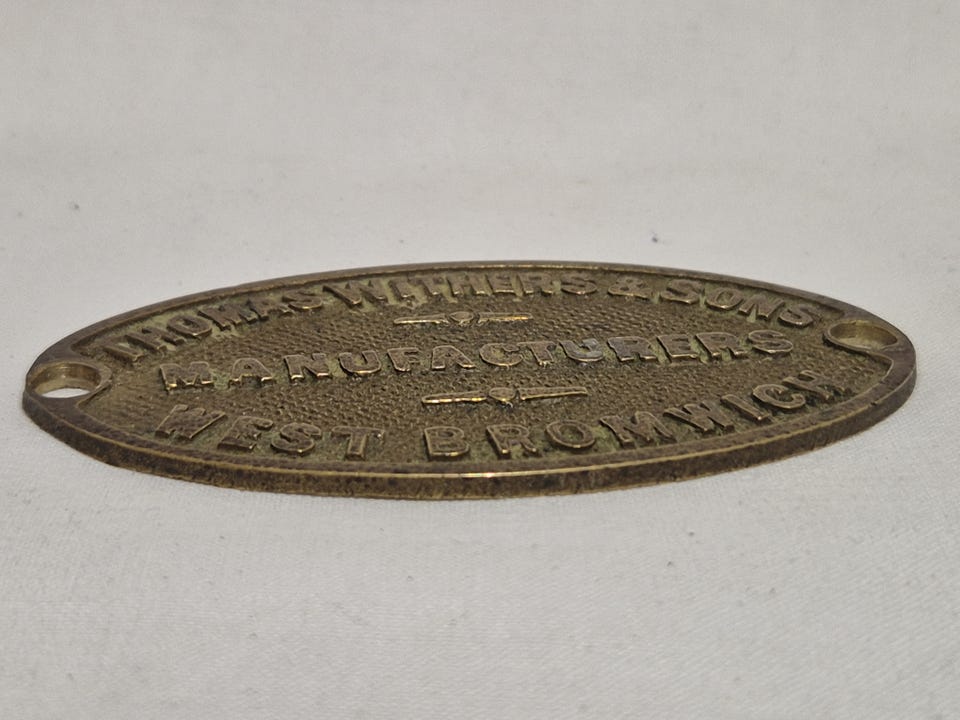 THOMAS WITHERS & SONS
MANUFACTURERS
WEST BROMWICH